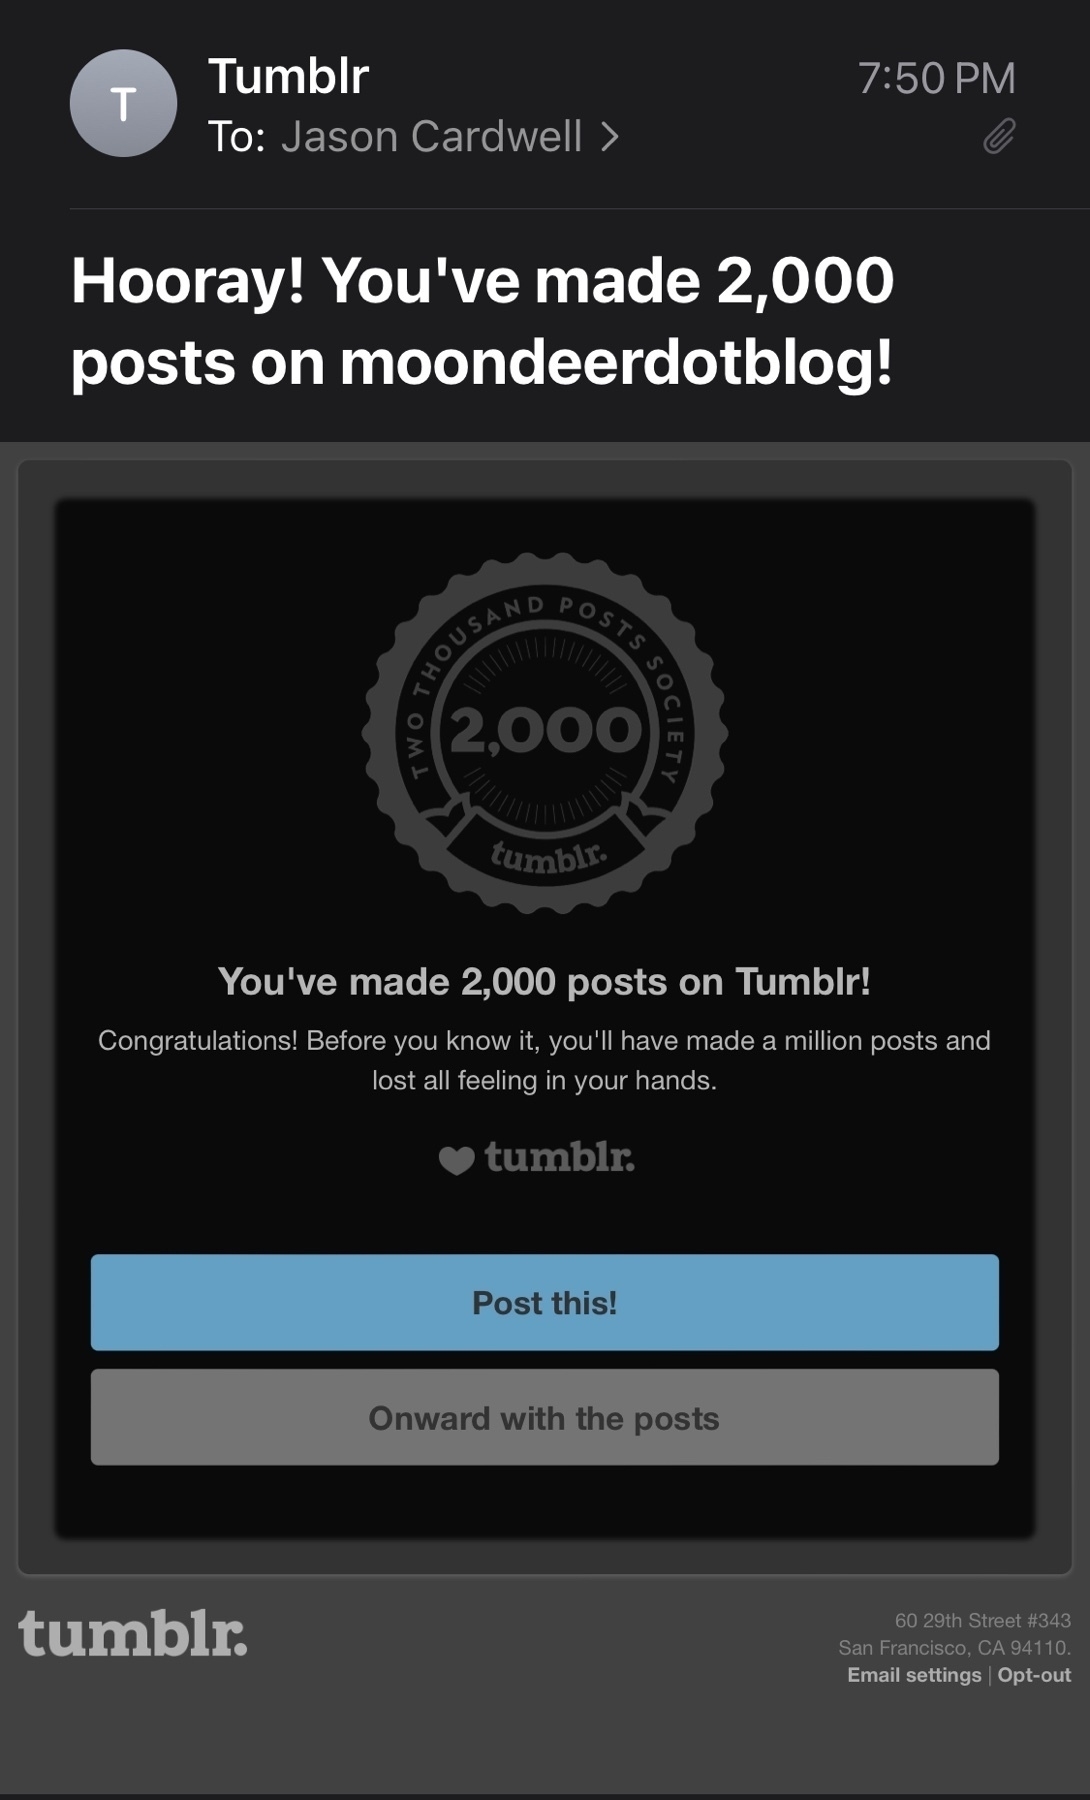 T
Tumblr
7:50 PM
To: Jason Cardwell >
Hooray! You've made 2,000
posts on moondeerdotblog!
TWO THOUSAND POSTS SOCIETY
2,000
tumblr.
You've made 2,000 posts on Tumblr!
Congratulations! Before you know it, you'll have made a million posts and
lost all feeling in your hands.
tumblr.
Post this!
Onward with the posts
tumblr.
60 29th Street #343
San Francisco, CA 94110.
Email settings | Opt-out